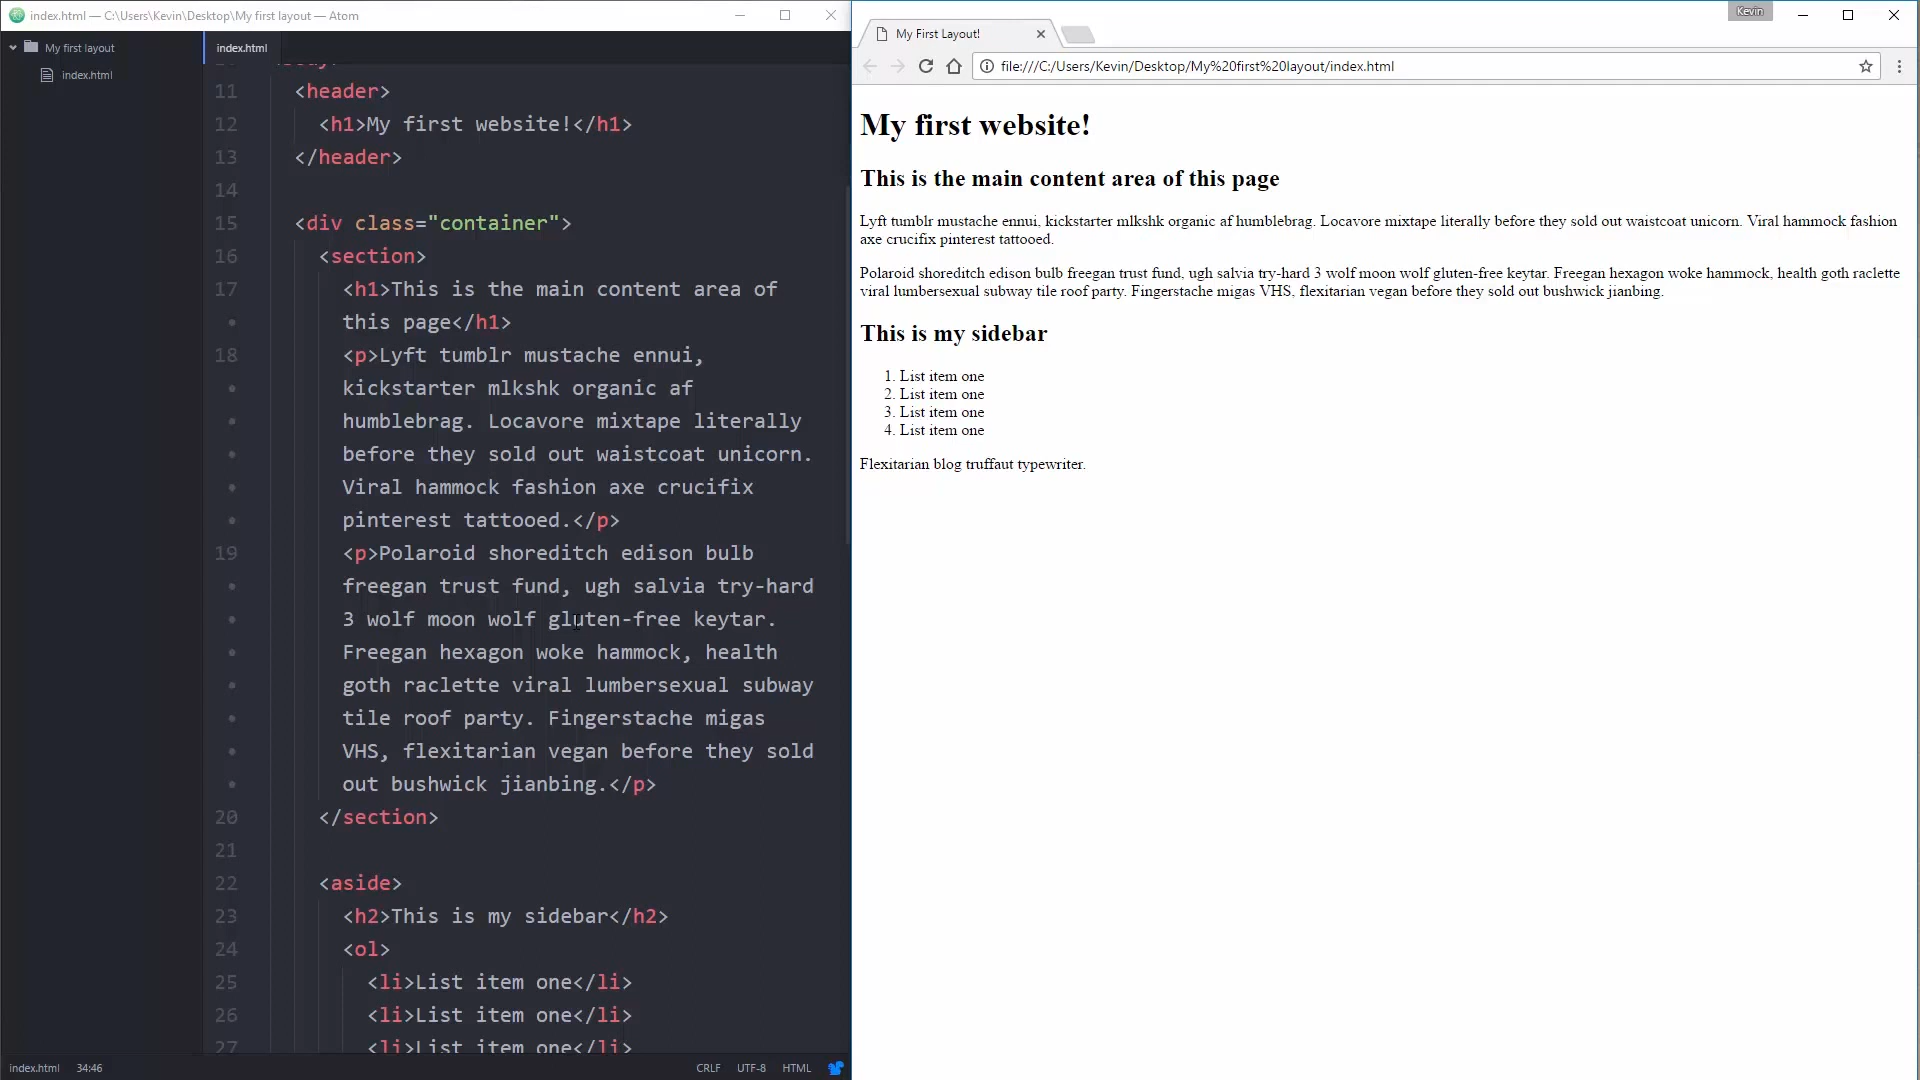 index.html — C:\Users\Kevin\Desktop\My first layout — Atom
My first layout
index.html
index.html
11 <header>
12 <h1>My first website!</h1>
13 </header>
14
15 <div class="container">
16 <section>
17 <h1>This is the main content area of
this page</h1>
18 <p>Lyft tumblr mustache ennui,
kickstarter mlkshk organic af
humblebrag. Locavore mixtape literally
before they sold out waistcoat unicorn.
Viral hammock fashion axe crucifix
pinterest tattooed.</p>
19 <p>Polaroid shoreditch edison bulb
freegan trust fund, ugh salvia try-hard
3 wolf moon wolf gluten-free keytar.
Freegan hexagon woke hammock, health
goth raclette viral lumbersexual subway
tile roof party. Fingerstache migas
VHS, flexitarian vegan before they sold
out bushwick jianbing.</p>
20 </section>
21
22 <aside>
23 <h2>This is my sidebar</h2>
24 <ol>
25 <li>List item one</li>
26 <li>List item one</li>
27 <li>List item one</li>
index.html 34:46 CRLF UTF-8 HTML
Kevin
My First Layout!
file:///C:/Users/Kevin/Desktop/My%20first%20layout/index.html
My first website!
This is the main content area of this page
Lyft tumblr mustache ennui, kickstarter mlkshk organic af humblebrag. Locavore mixtape literally before they sold out waistcoat unicorn. Viral hammock fashion
axe crucifix pinterest tattooed.
Polaroid shoreditch edison bulb freegan trust fund, ugh salvia try-hard 3 wolf moon wolf gluten-free keytar. Freegan hexagon woke hammock, health goth raclette
viral lumbersexual subway tile roof party. Fingerstache migas VHS, flexitarian vegan before they sold out bushwick jianbing.
This is my sidebar
1. List item one
2. List item one
3. List item one
4. List item one
Flexitarian blog truffaut typewriter.